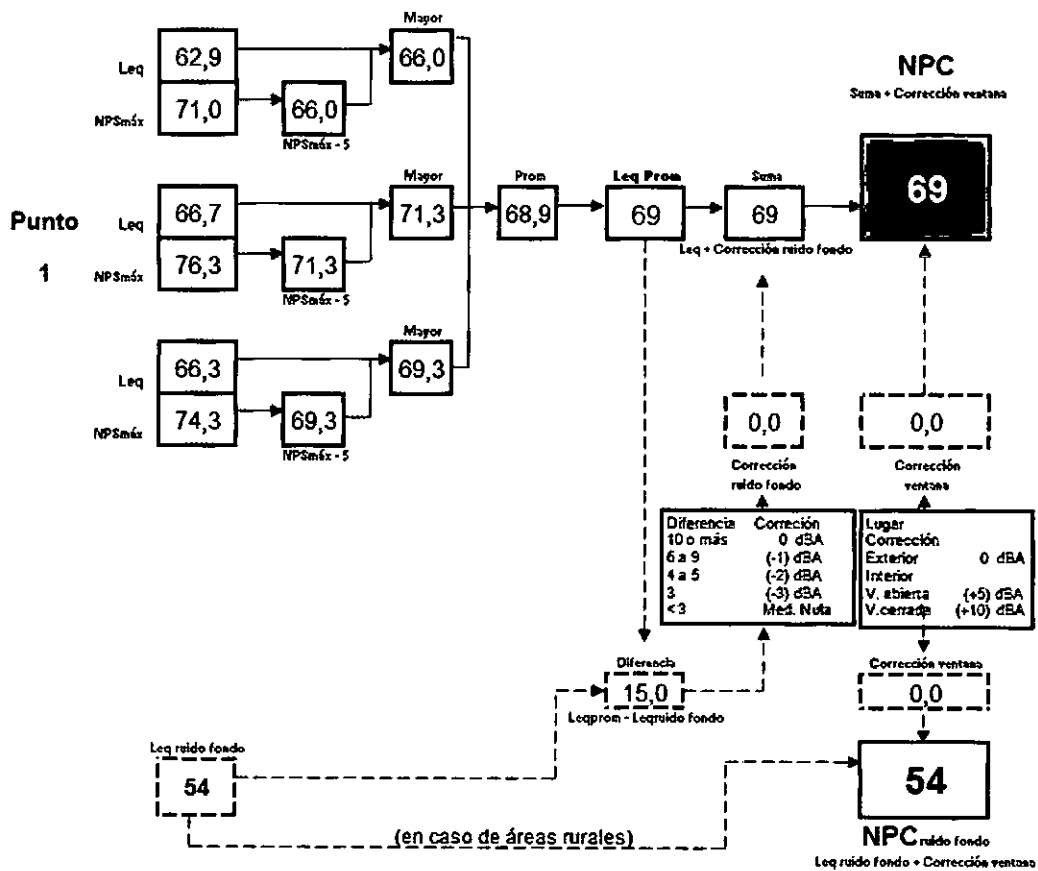 Mayor
Leq
62,9
66,0
NPSmáx
71,0
66,0
NPSmáx - 5
NPC
Suma + Corrección ventana
69
Punto
1
Mayor
Prom
Leq Prom
Suma
Leq
66,7
71,3
68,9
69
69
Leq + Corrección ruido fondo
NPSmáx
76,3
71,3
NPSmáx - 5
Mayor
Leq
66,3
69,3
NPSmáx
74,3
69,3
NPSmáx - 5
0,0
Corrección
ruido fondo
0,0
Corrección
ventana
Diferencia Correción
10 o más 0 dBA
6 a 9 (-1) dBA
4 a 5 (-2) dBA
3 (-3) dBA
<3 Med. Nula
Lugar
Corrección
Exterior 0 dBA
Interior
V. abierta (+5) dBA
V.cerrada (+10) dBA
Diferencia
15,0
Leqprom - Leqruido fondo
Corrección ventana
0,0
Leq ruido fondo
54
54
(en caso de áreas rurales)
NPC ruido fondo
Leq ruido fondo + Corrección ventana